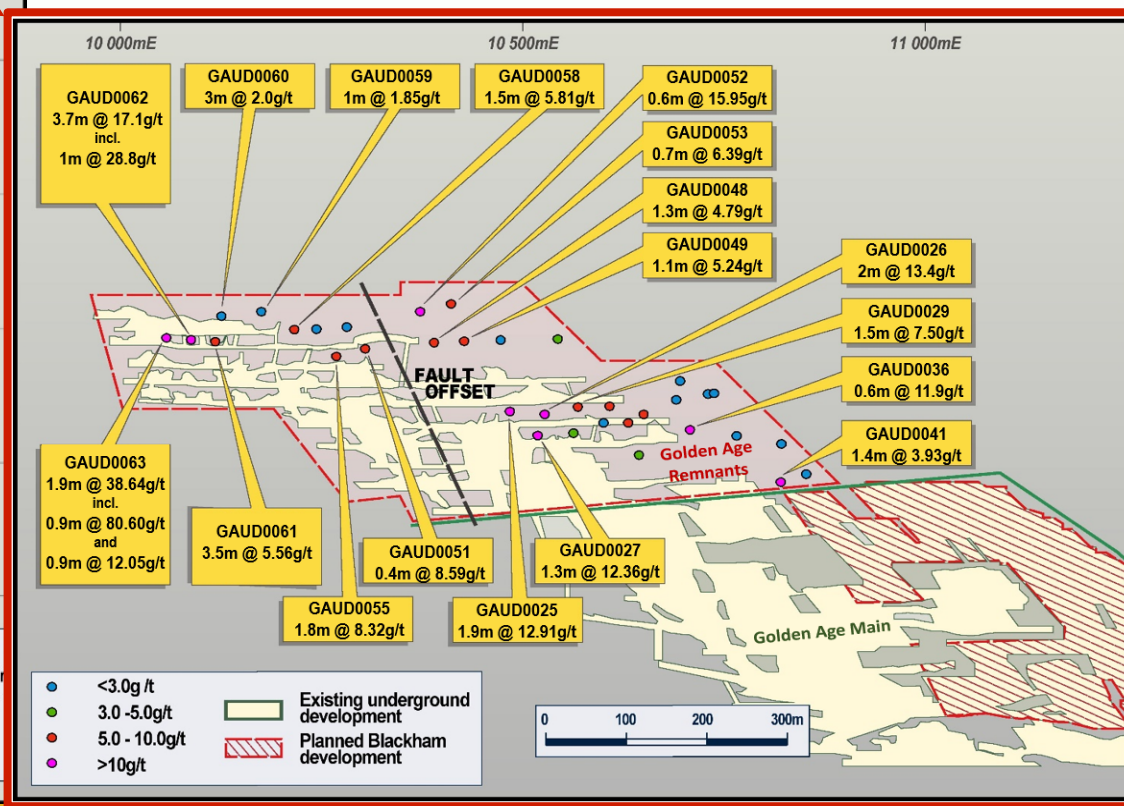 10 000mE
10 500mE
11 000mE
GAUD0062
3.7m @ 17.1g/t
incl.
1m @ 28.8g/t
GAUD0060
3m @ 2.0g/t
GAUD0059
1m @ 1.85g/t
GAUD0058
1.5m @ 5.81g/t
GAUD0052
0.6m @ 15.95g/t
GAUD0053
0.7m @ 6.39g/t
GAUD0048
1.3m @ 4.79g/t
GAUD0049
1.1m @ 5.24g/t
GAUD0026
2m @ 13.4g/t
GAUD0029
1.5m @ 7.50g/t
GAUD0036
0.6m @ 11.9g/t
GAUD0041
1.4m @ 3.93g/t
FAULT
OFFSET
Golden Age
Remnants
GAUD0063
1.9m @ 38.64g/t
incl.
0.9m @ 80.60g/t
and
0.9m @ 12.05g/t
GAUD0061
3.5m @ 5.56g/t
GAUD0055
1.8m @ 8.32g/t
GAUD0051
0.4m @ 8.59g/t
GAUD0025
1.9m @ 12.91g/t
GAUD0027
1.3m @ 12.36g/t
Golden Age Main
<3.0g /t
3.0 -5.0g/t
5.0 - 10.0g/t
>10g/t
Existing underground
development
Planned Blackham
development
0 100 200 300m